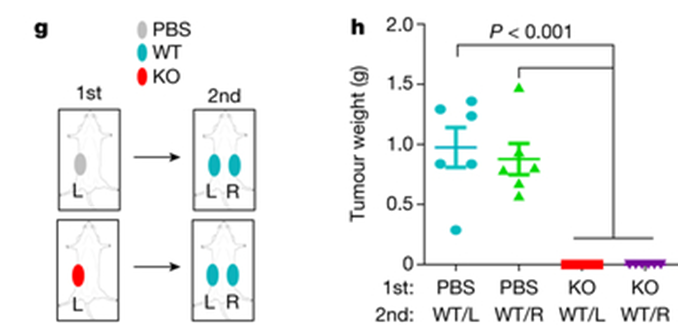 g
PBS
WT
KO
1st
2nd
L
L R
L
L R
h
P < 0.001
Tumour weight (g)
2.0
1.5
1.0
0.5
0
1st: PBS PBS KO KO
2nd: WT/L WT/R WT/L WT/R